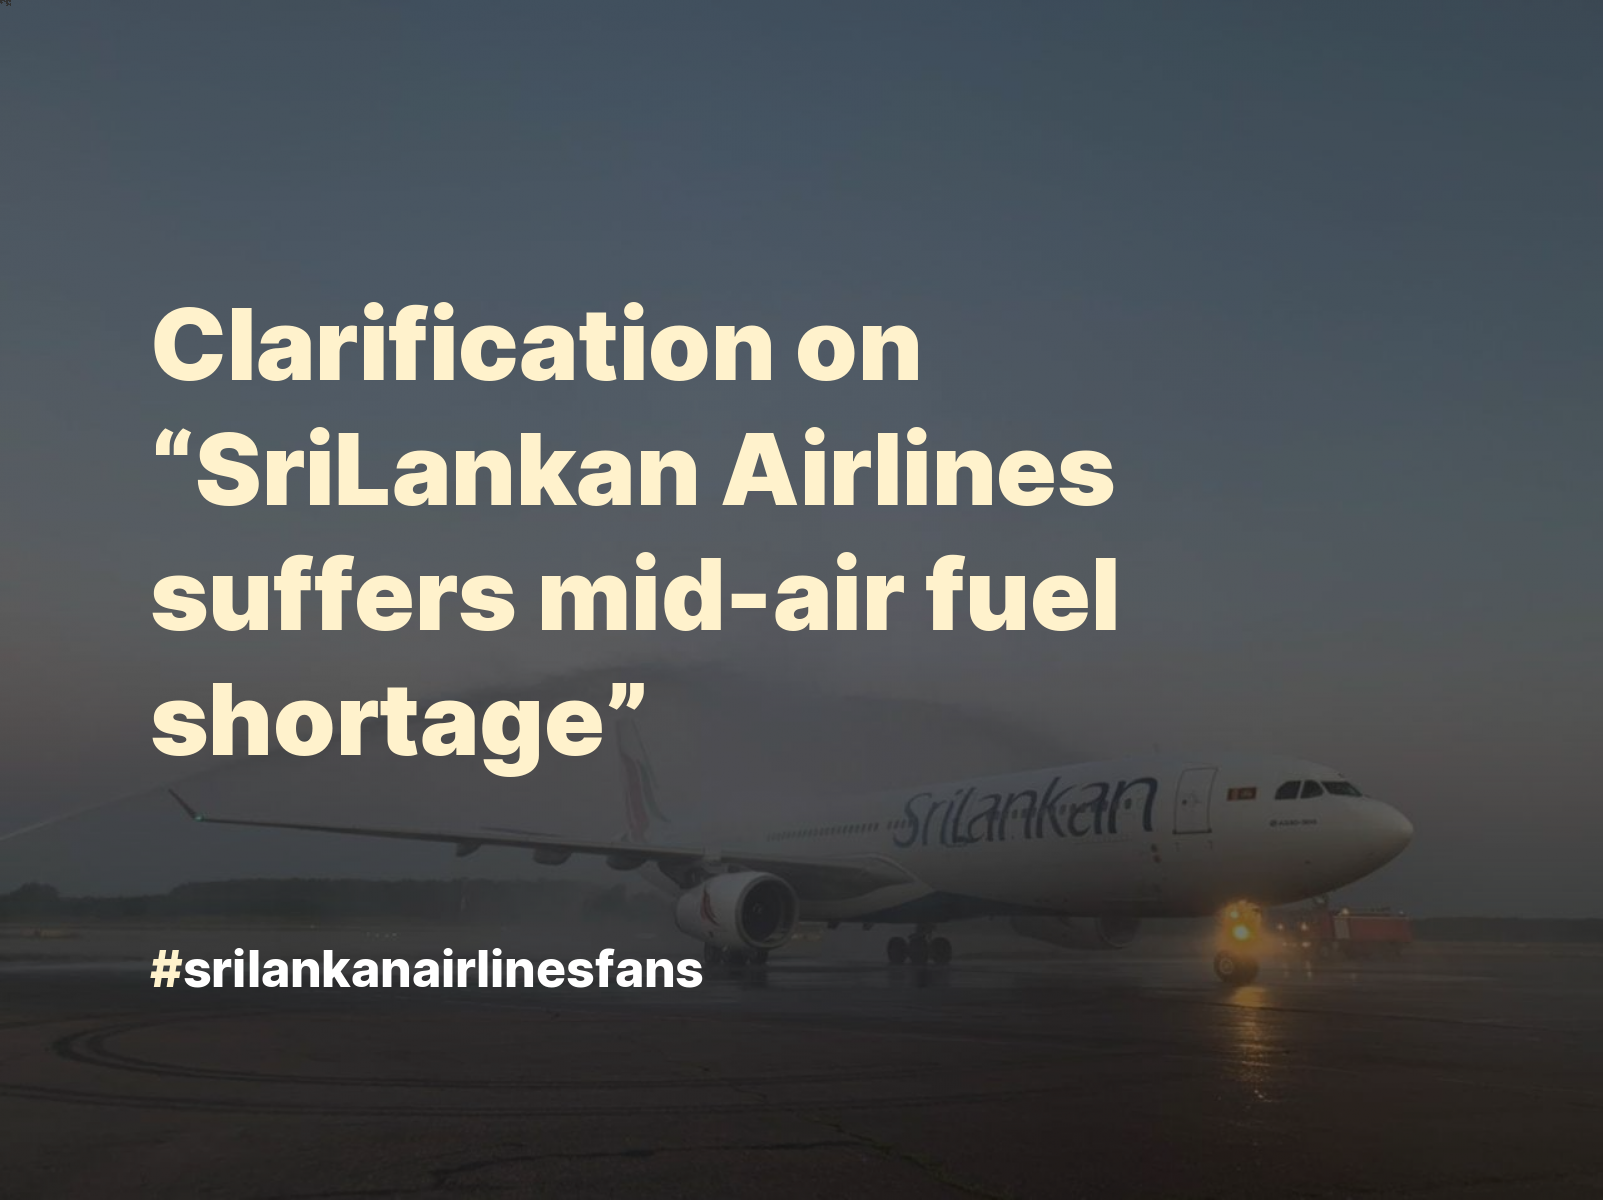 Clarification on
“SriLankan Airlines
suffers mid-air fuel
shortage”
SriLankan
#srilankanairlinesfans